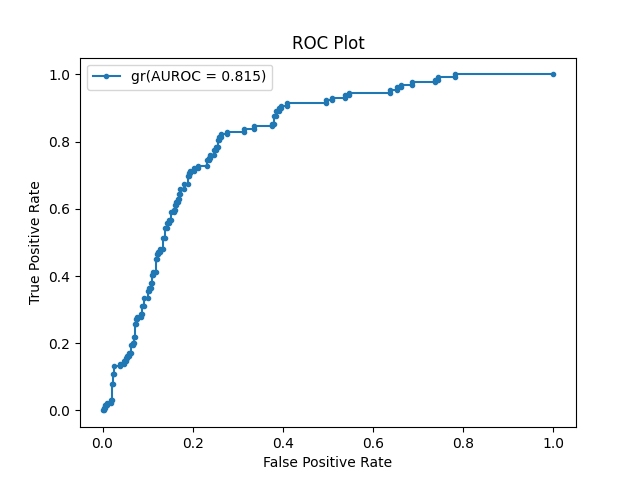 ROC Plot
gr(AUROC = 0.815)
1.0
0.8
0.6
0.4
0.2
0.0
True Positive Rate
0.0 0.2 0.4 0.6 0.8 1.0
False Positive Rate